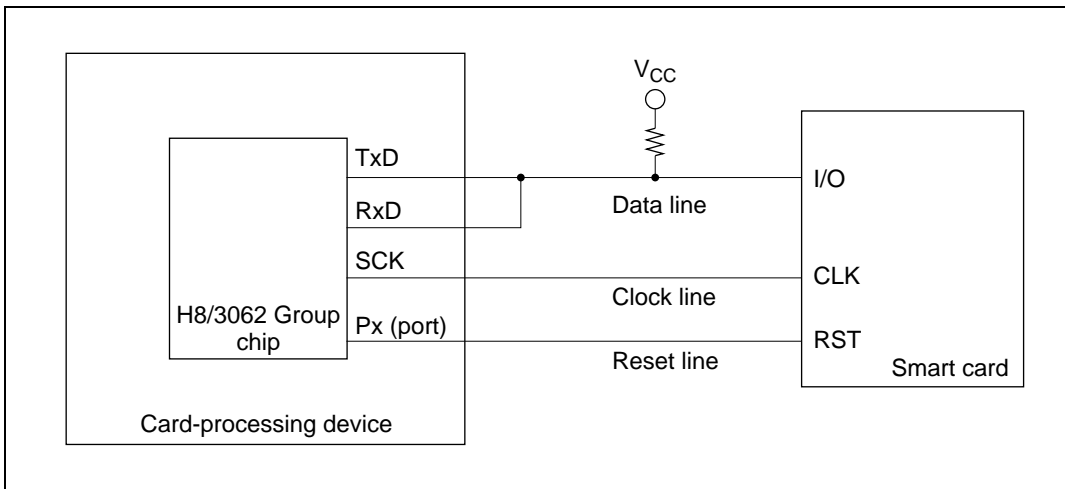 VCC
TxD
I/O
RxD
Data line
SCK
CLK
Clock line
H8/3062 Group
chip
Px (port)
RST
Reset line
Smart card
Card-processing device